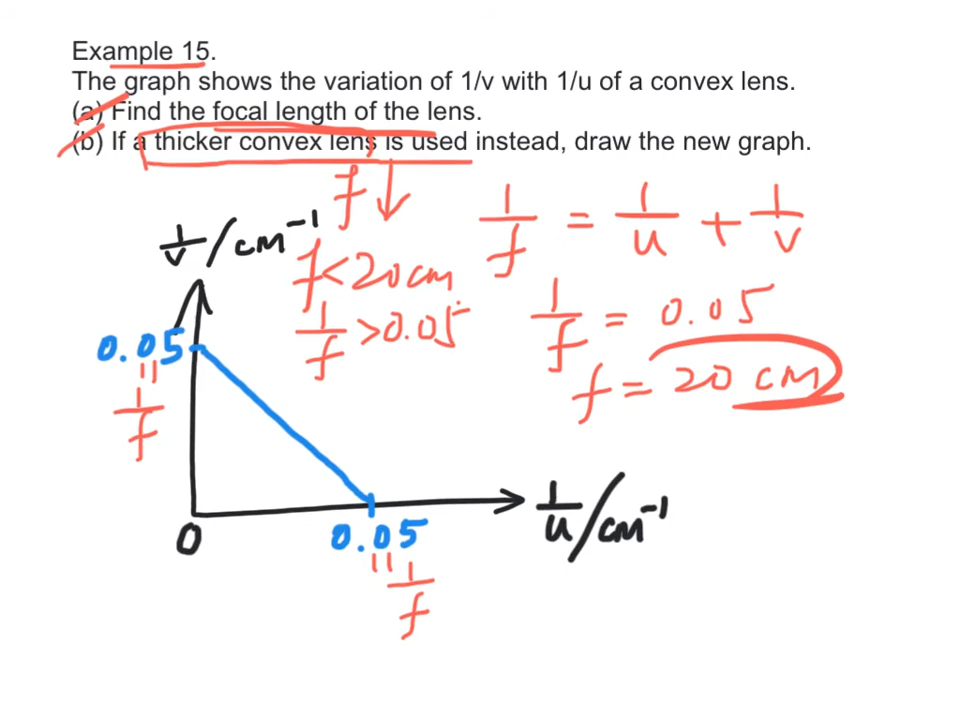 Example 15.
The graph shows the variation of 1/v with 1/u of a convex lens.
(a) Find the focal length of the lens.
(b) If a thicker convex lens is used instead, draw the new graph.
f↓
1/f = 1/u + 1/v
1/v /cm⁻¹
f<20cm
1/f >0.05
1/f = 0.05
f = 20 cm
0.05
=
1/f
0
0.05
=
1/f
1/u /cm⁻¹